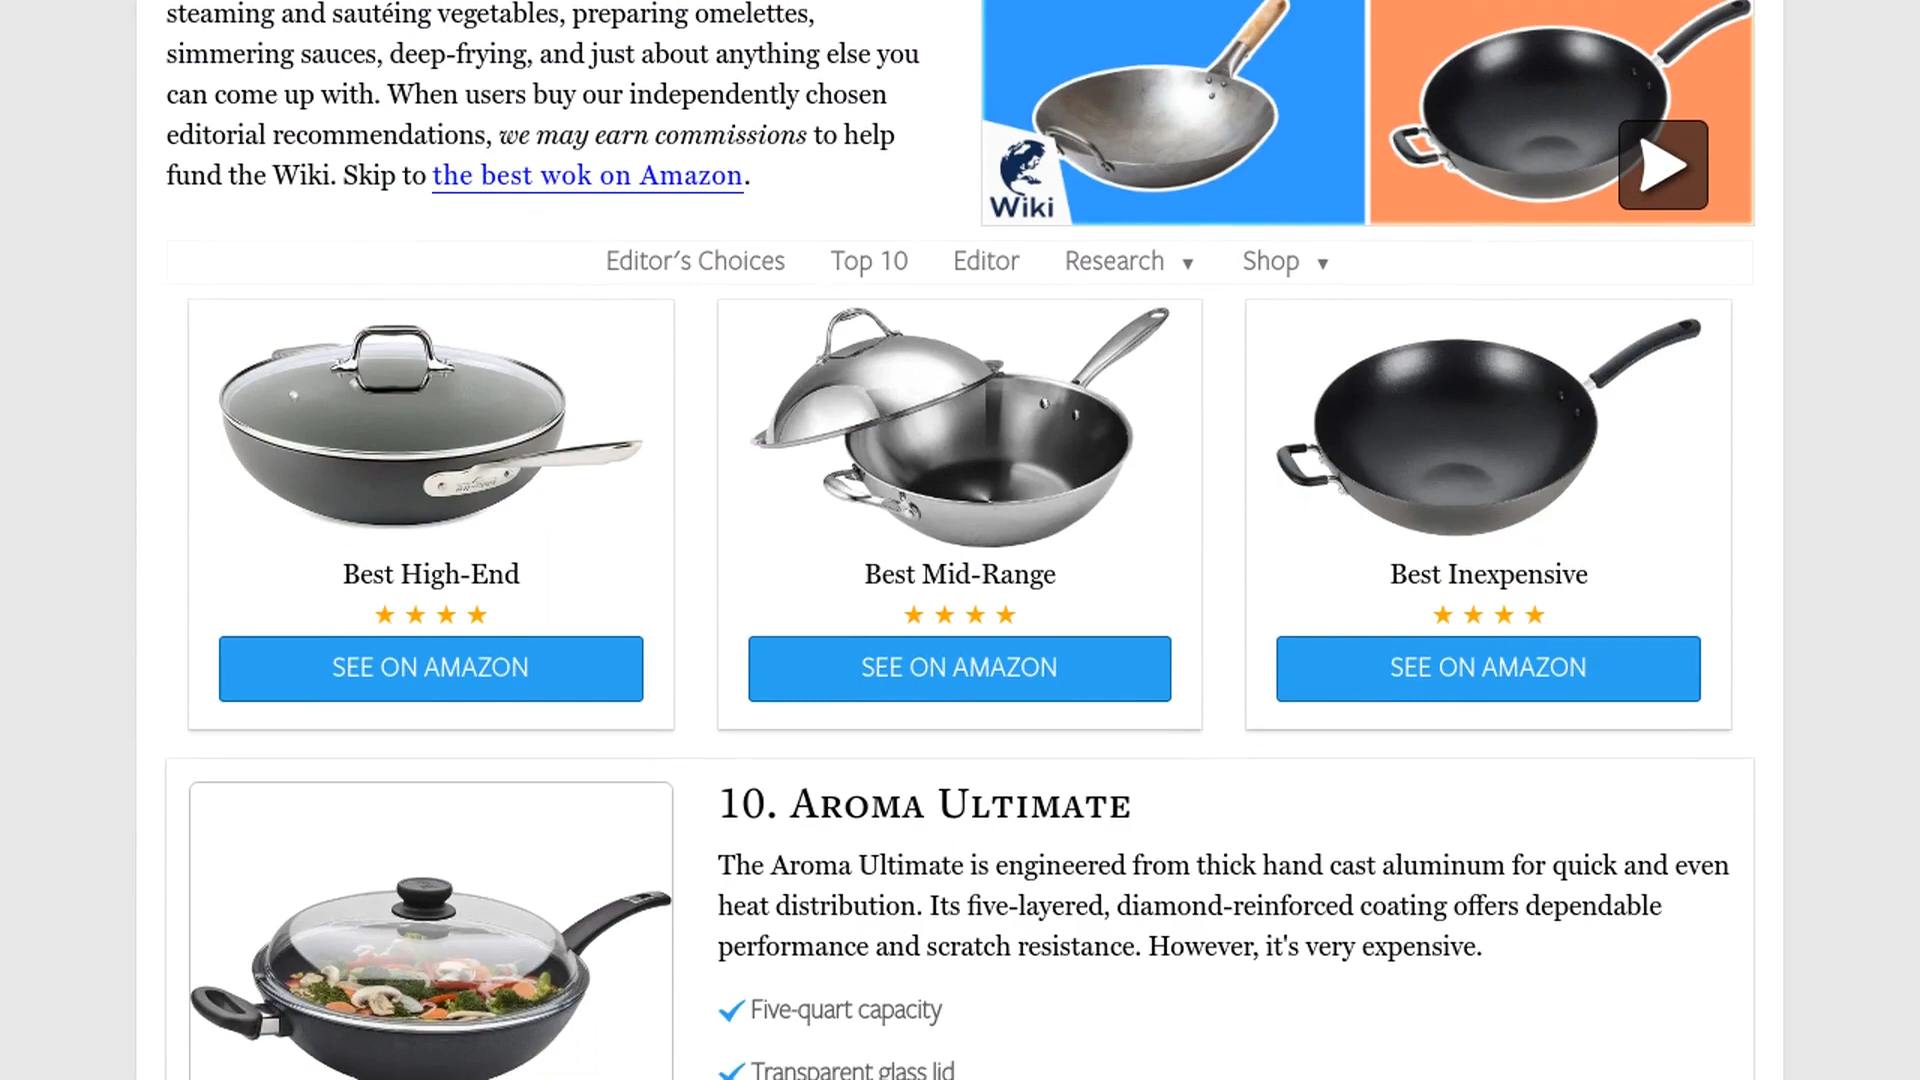 steaming and sautéing vegetables, preparing omelettes,
simmering sauces, deep-frying, and just about anything else you
can come up with. When users buy our independently chosen
editorial recommendations, we may earn commissions to help
fund the Wiki. Skip to the best wok on Amazon.
Wiki
Editor's Choices Top 10 Editor Research ▼ Shop ▼
Best High-End
★ ★ ★ ★
SEE ON AMAZON
Best Mid-Range
★ ★ ★ ★
SEE ON AMAZON
Best Inexpensive
★ ★ ★ ★
SEE ON AMAZON
10. Aroma Ultimate
The Aroma Ultimate is engineered from thick hand cast aluminum for quick and even
heat distribution. Its five-layered, diamond-reinforced coating offers dependable
performance and scratch resistance. However, it's very expensive.
Five-quart capacity
Transparent glass lid